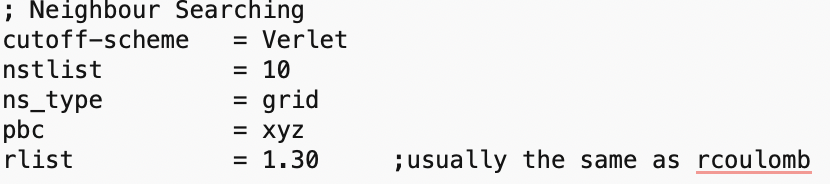 ; Neighbour Searching
cutoff-scheme   = Verlet
nstlist         = 10
ns_type         = grid
pbc             = xyz
rlist           = 1.30     ;usually the same as rcoulomb